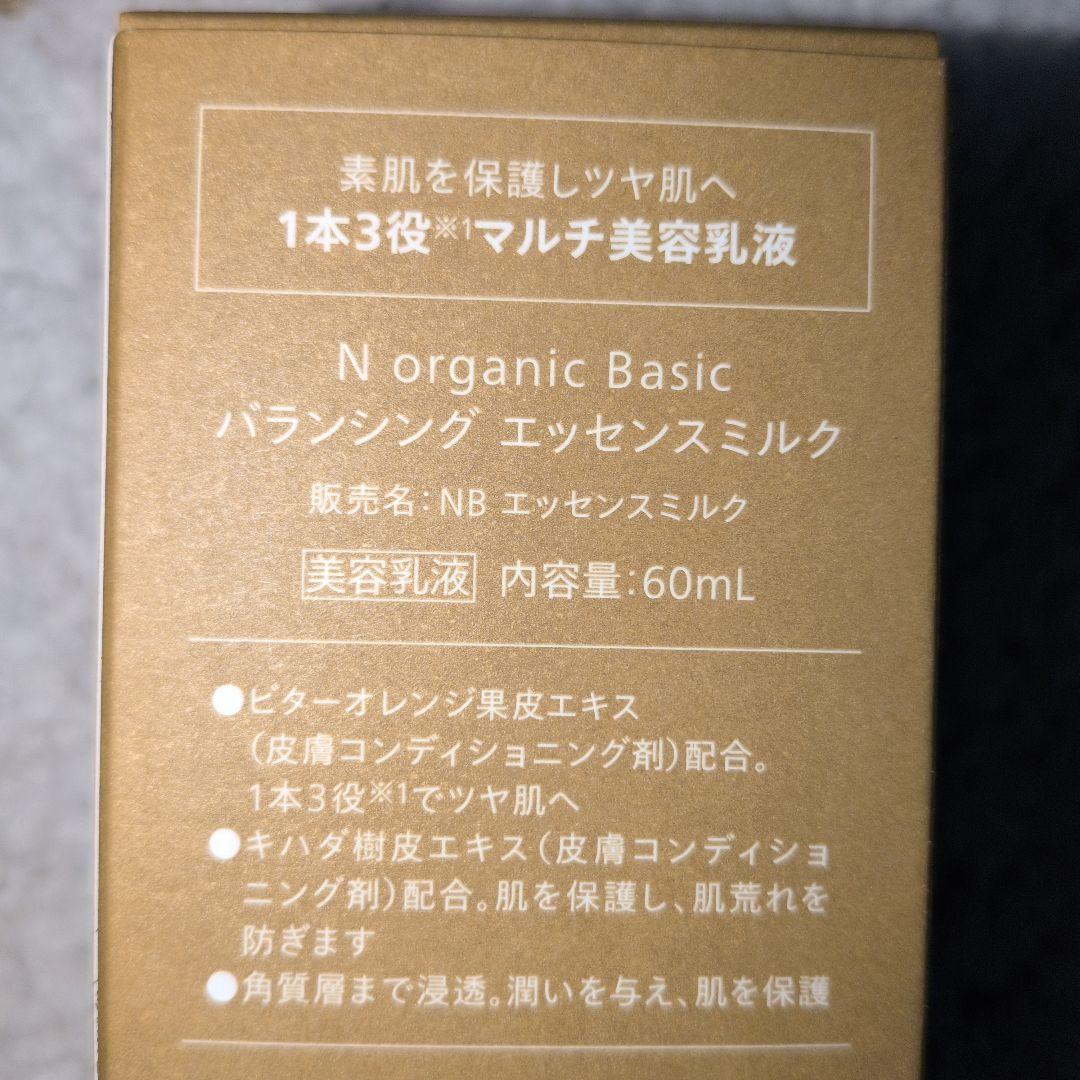 素肌を保護しツヤ肌へ
1本3役※1マルチ美容乳液
N organic Basic
バランシング エッセンスミルク
販売名：NB エッセンスミルク
美容乳液 内容量：60mL
●ビターオレンジ果皮エキス
（皮膚コンディショニング剤）配合。
1本3役※1でツヤ肌へ
●キハダ樹皮エキス（皮膚コンディショ
ニング剤）配合。肌を保護し、肌荒れを
防ぎます
●角質層まで浸透。潤いを与え、肌を保護